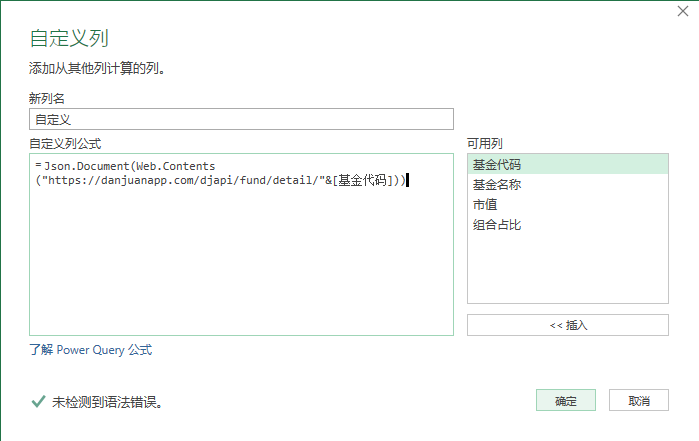 自定义列
添加从其他列计算的列。
新列名
自定义
自定义列公式
=Json.Document(Web.Contents
("https://danjuanapp.com/djapi/fund/detail/"&[基金代码]))
可用列
基金代码
基金名称
市值
组合占比
<< 插入
了解 Power Query 公式
未检测到语法错误。
确定
取消